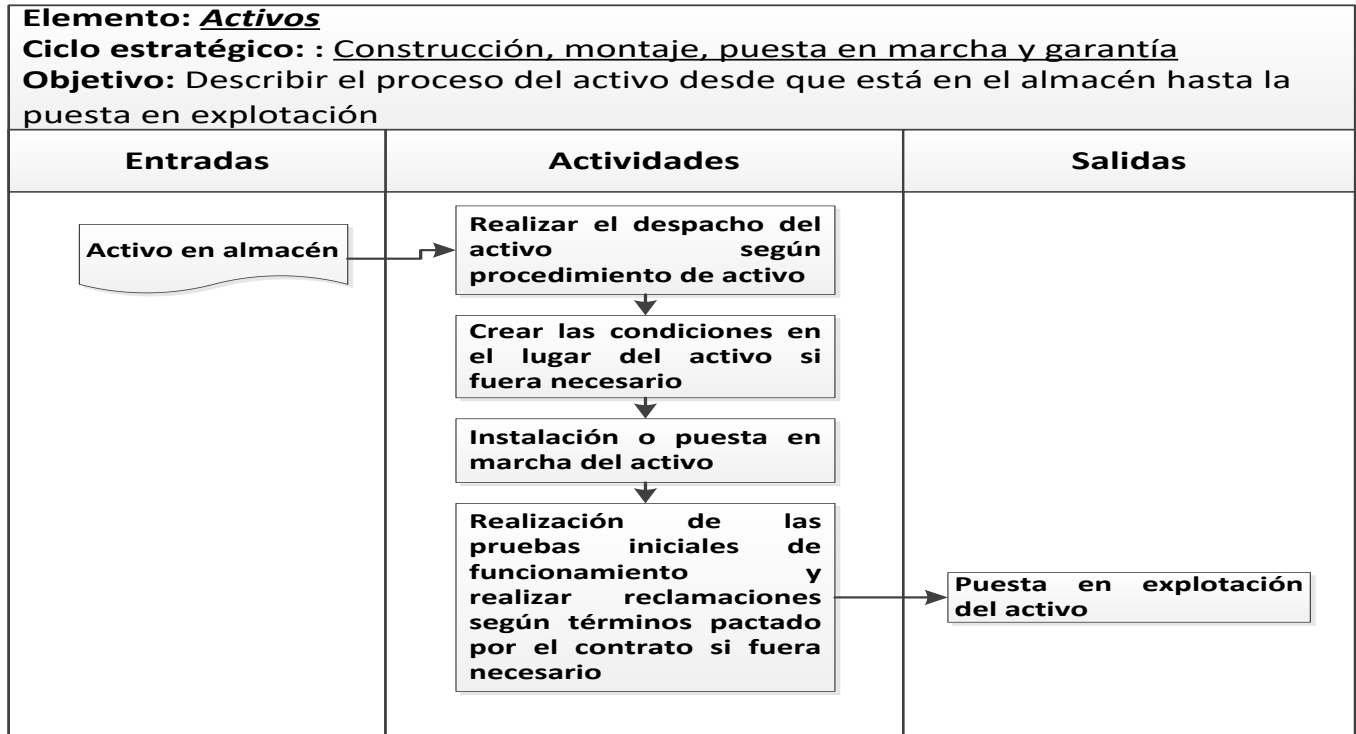 Elemento: Activos
Ciclo estratégico: : Construcción, montaje, puesta en marcha y garantía
Objetivo: Describir el proceso del activo desde que está en el almacén hasta la
puesta en explotación
Entradas
Actividades
Salidas
Activo en almacén
Realizar el despacho del
activo según
procedimiento de activo
Crear las condiciones en
el lugar del activo si
fuera necesario
Instalación o puesta en
marcha del activo
Realización de las
pruebas iniciales de
funcionamiento y
realizar reclamaciones
según términos pactado
por el contrato si fuera
necesario
Puesta en explotación
del activo